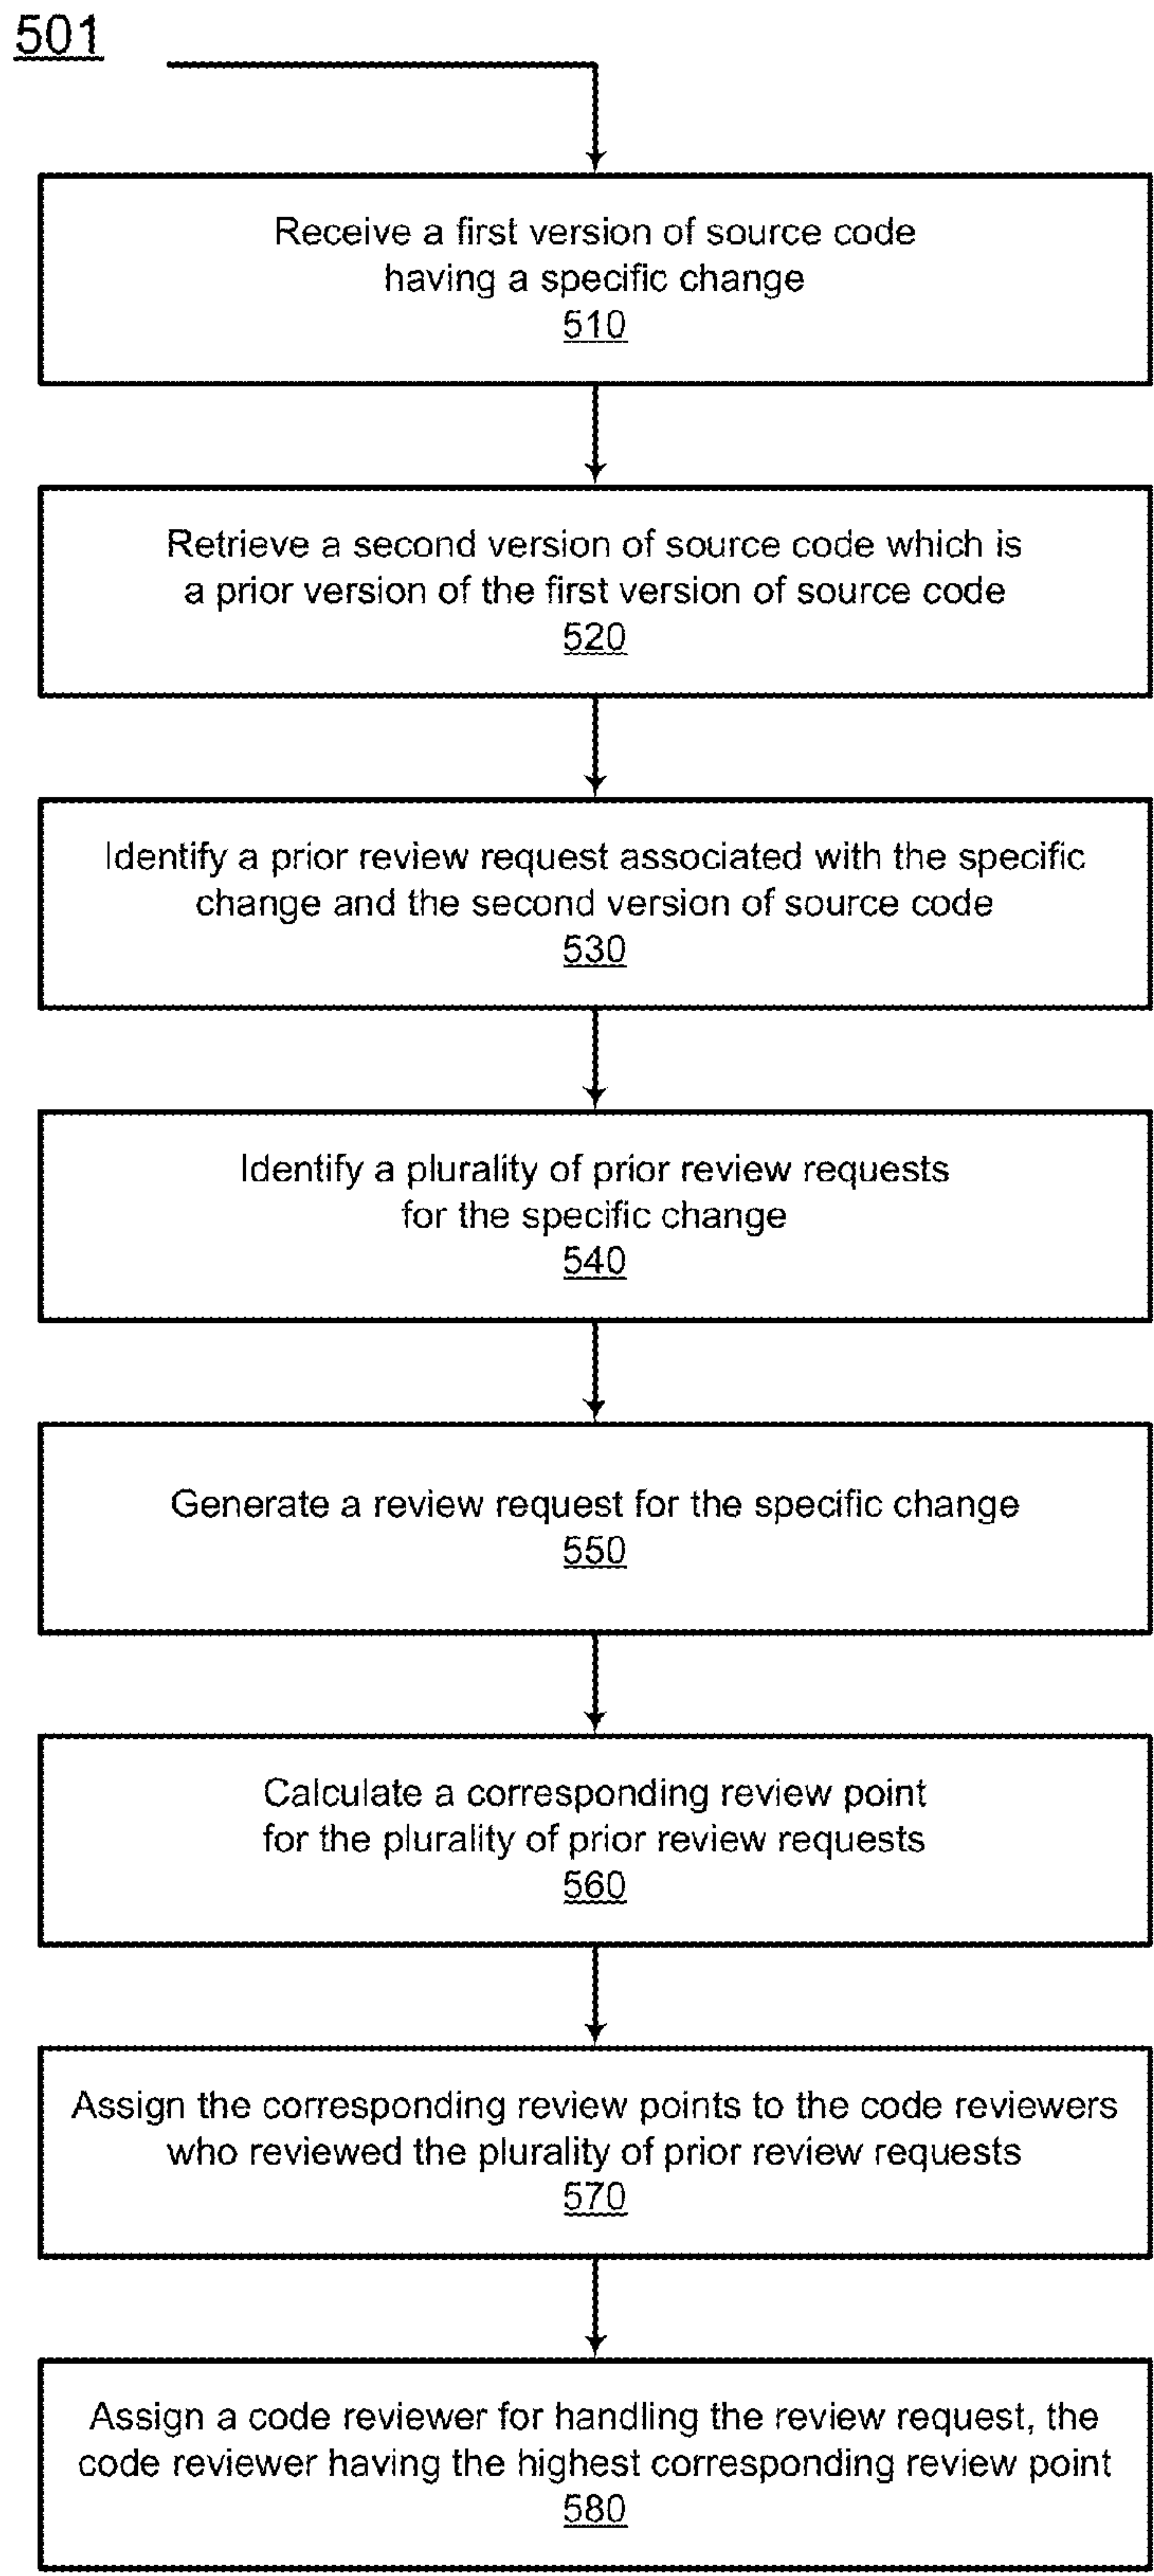 501
Receive a first version of source code
having a specific change
510
Retrieve a second version of source code which is
a prior version of the first version of source code
520
Identify a prior review request associated with the specific
change and the second version of source code
530
Identify a plurality of prior review requests
for the specific change
540
Generate a review request for the specific change
550
Calculate a corresponding review point
for the plurality of prior review requests
560
Assign the corresponding review points to the code reviewers
who reviewed the plurality of prior review requests
570
Assign a code reviewer for handling the review request, the
code reviewer having the highest corresponding review point
580